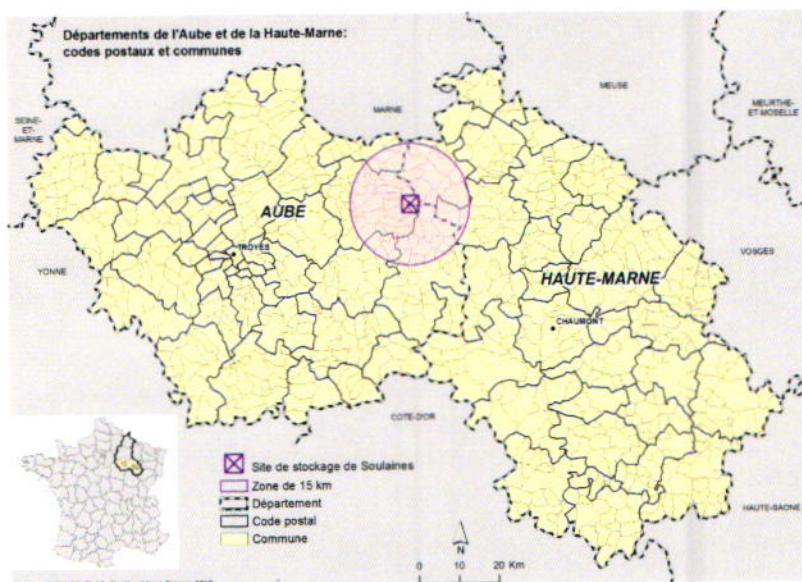 Départements de l'Aube et de la Haute-Marne:
codes postaux et communes
MEUSE
MARNE
MEURTHE-
ET-MOSELLE
SEINE-
ET-
MARNE
AUBE
TROYES
YONNE
VOSGES
HAUTE-MARNE
CHAUMONT
COTE-D'OR
Site de stockage de Soulaines
Zone de 15 km
Département
Code postal
Commune
HAUTE-SAONE
N
0 10 20 Km